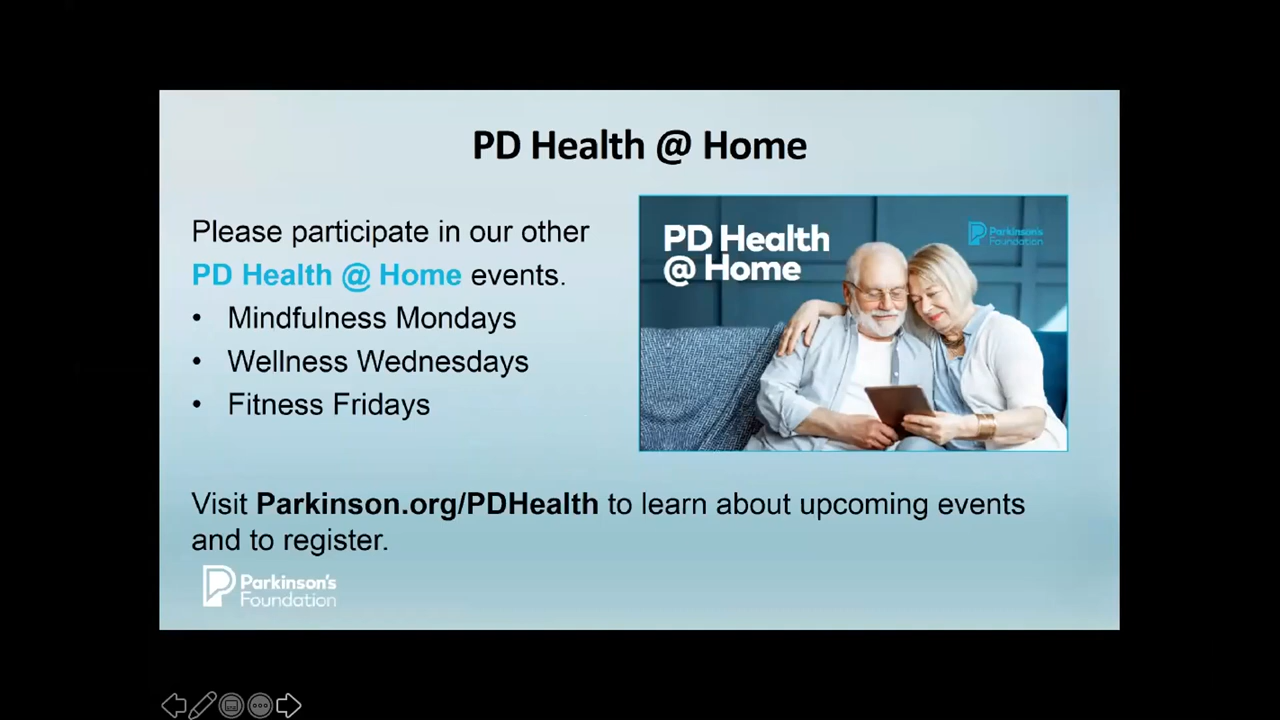 PD Health @ Home
Please participate in our other
PD Health @ Home events.
• Mindfulness Mondays
• Wellness Wednesdays
• Fitness Fridays
PD Health
@ Home
Parkinson's
Foundation
Visit Parkinson.org/PDHealth to learn about upcoming events
and to register.
Parkinson's
Foundation